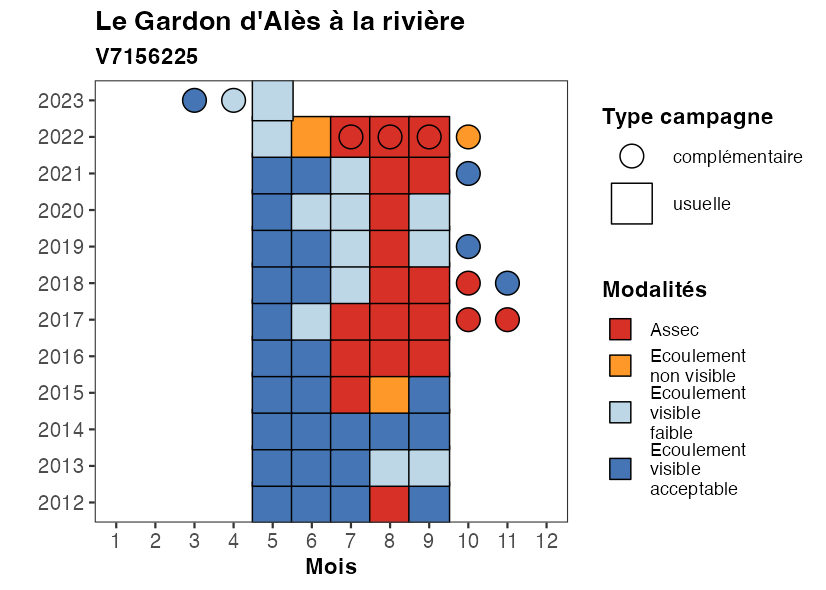 Le Gardon d'Alès à la rivière
V7156225
2023
2022
2021
2020
2019
2018
2017
2016
2015
2014
2013
2012
1 2 3 4 5 6 7 8 9 10 11 12
Mois
Type campagne
complémentaire
usuelle
Modalités
Assec
Ecoulement
non visible
Ecoulement
visible
faible
Ecoulement
visible
acceptable